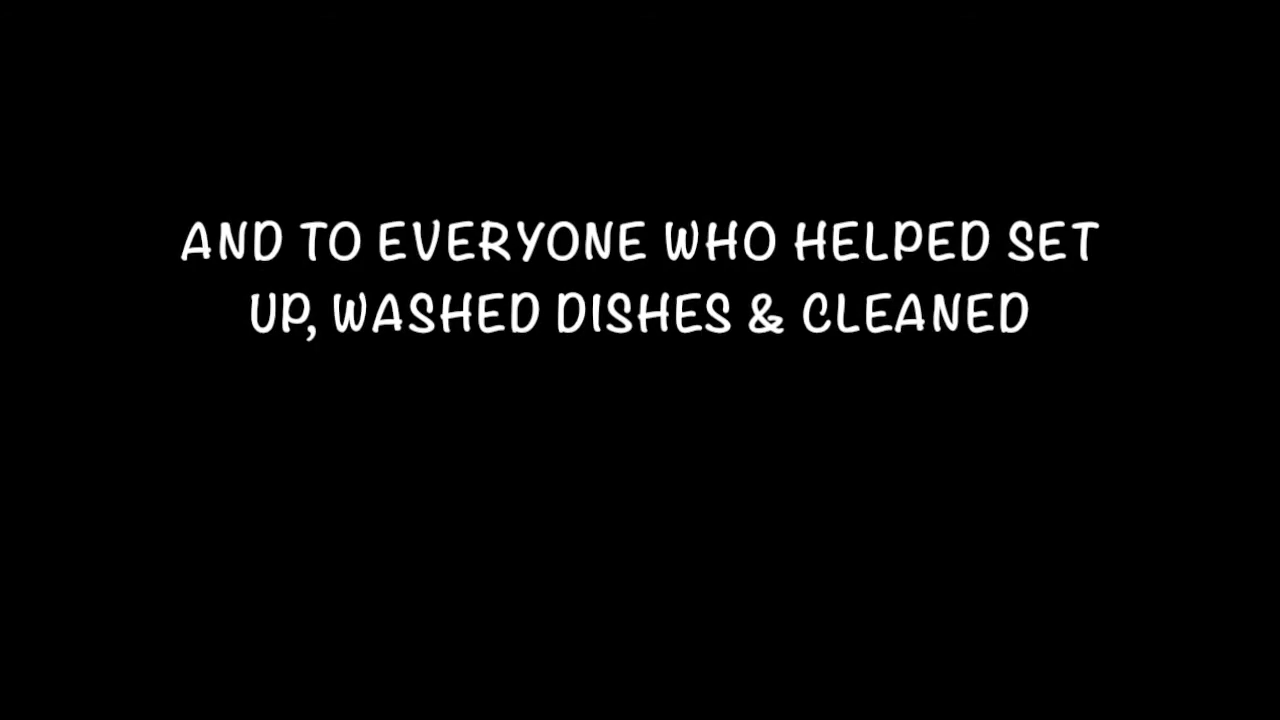 AND TO EVERYONE WHO HELPED SET
UP, WASHED DISHES & CLEANED